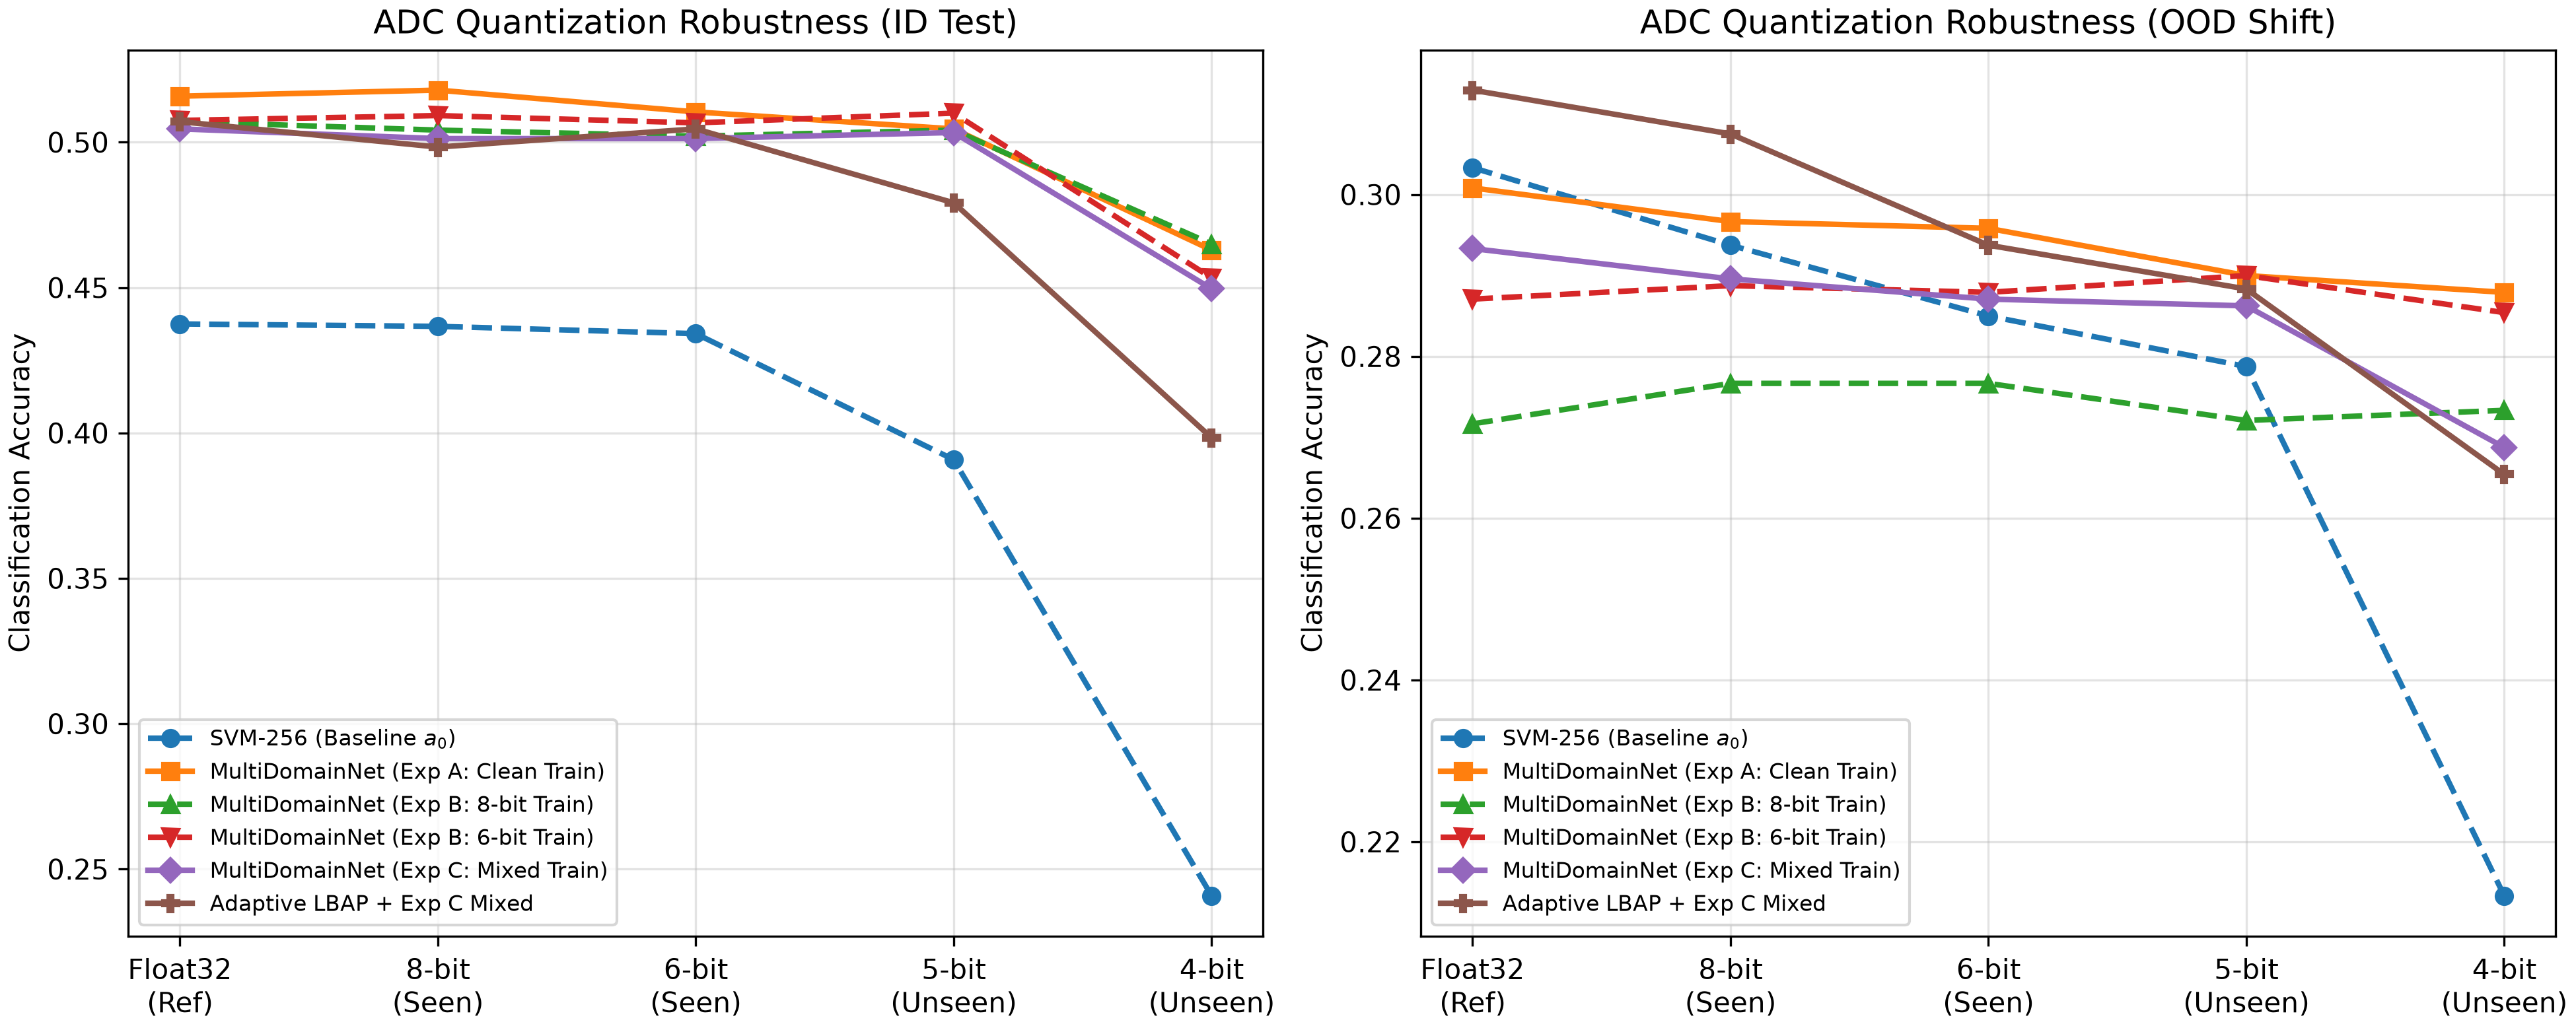 ADC Quantization Robustness (ID Test)
Classification Accuracy
0.50
0.45
0.40
0.35
0.30
0.25
SVM-256 (Baseline a₀)
MultiDomainNet (Exp A: Clean Train)
MultiDomainNet (Exp B: 8-bit Train)
MultiDomainNet (Exp B: 6-bit Train)
MultiDomainNet (Exp C: Mixed Train)
Adaptive LBAP + Exp C Mixed
Float32 8-bit 6-bit 5-bit 4-bit
(Ref) (Seen) (Seen) (Unseen) (Unseen)
ADC Quantization Robustness (OOD Shift)
Classification Accuracy
0.30
0.28
0.26
0.24
0.22
SVM-256 (Baseline a₀)
MultiDomainNet (Exp A: Clean Train)
MultiDomainNet (Exp B: 8-bit Train)
MultiDomainNet (Exp B: 6-bit Train)
MultiDomainNet (Exp C: Mixed Train)
Adaptive LBAP + Exp C Mixed
Float32 8-bit 6-bit 5-bit 4-bit
(Ref) (Seen) (Seen) (Unseen) (Unseen)